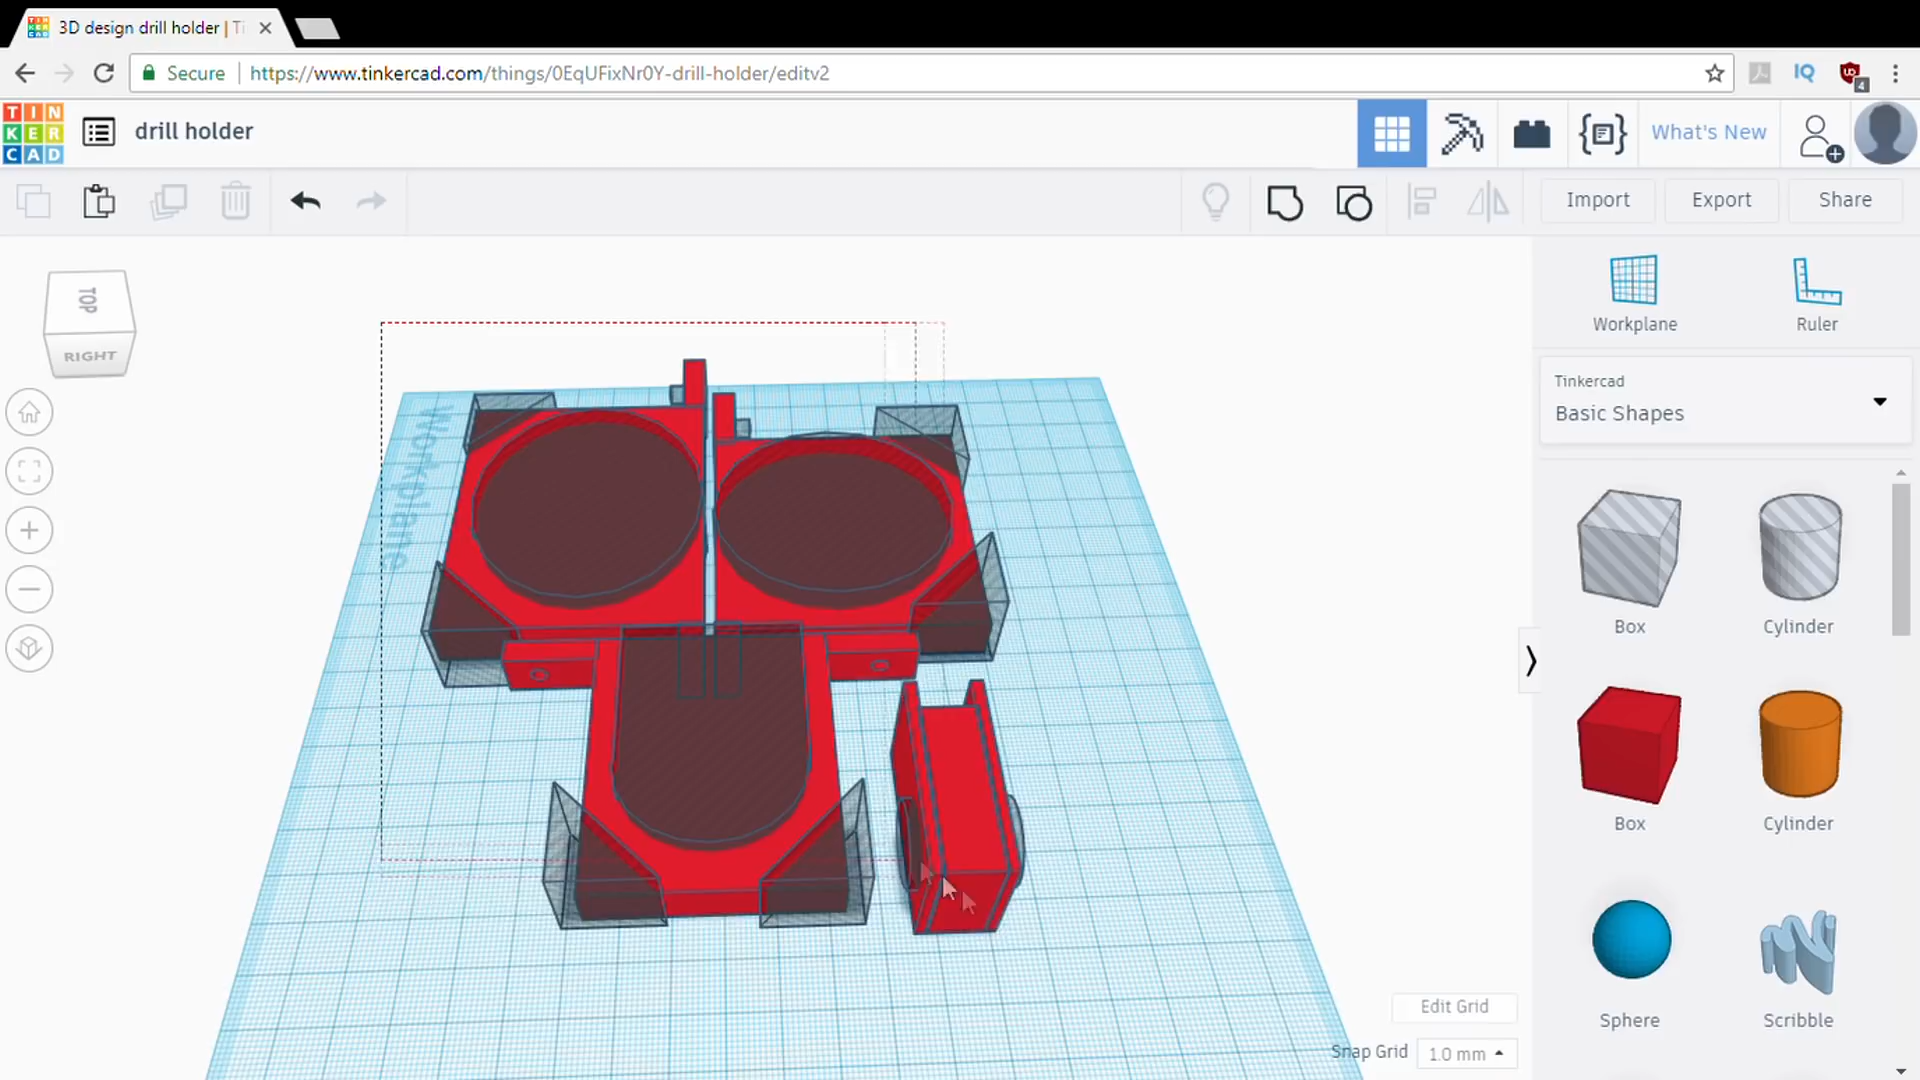 3D design drill holder | Ti
Secure
https://www.tinkercad.com/things/0EqUFixNr0Y-drill-holder/editv2
IQ
4
TIN
KER
CAD
drill holder
What's New
Import
Export
Share
TOP
RIGHT
Workplane
Workplane
Ruler
Tinkercad
Basic Shapes
Box
Cylinder
Box
Cylinder
Sphere
Scribble
Edit Grid
Snap Grid
1.0 mm